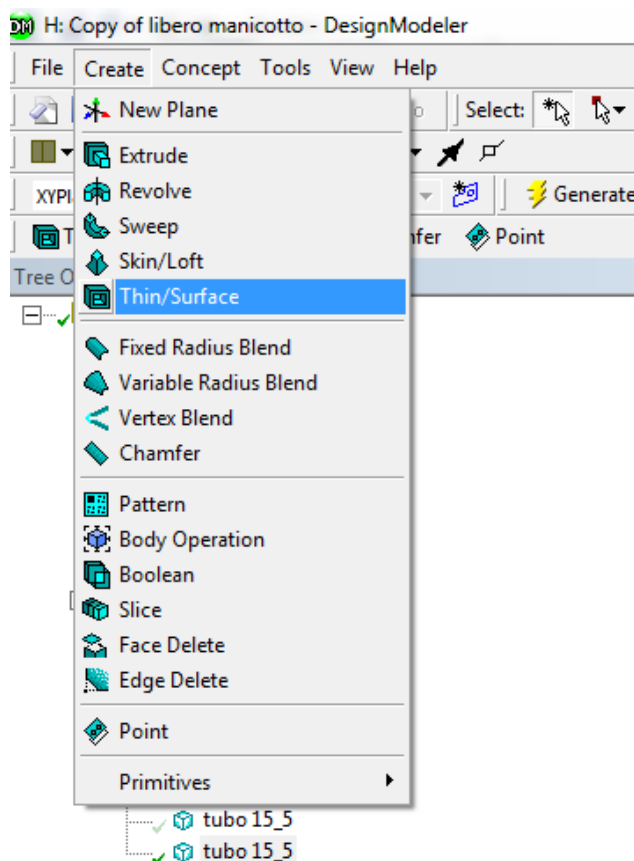 DM H: Copy of libero manicotto - DesignModeler
File Create Concept Tools View Help
New Plane
Select:
Extrude
Revolve
Generate
Sweep
Point
Skin/Loft
Thin/Surface
Fixed Radius Blend
Variable Radius Blend
Vertex Blend
Chamfer
Pattern
Body Operation
Boolean
Slice
Face Delete
Edge Delete
Point
Primitives
tubo 15_5
tubo 15_5